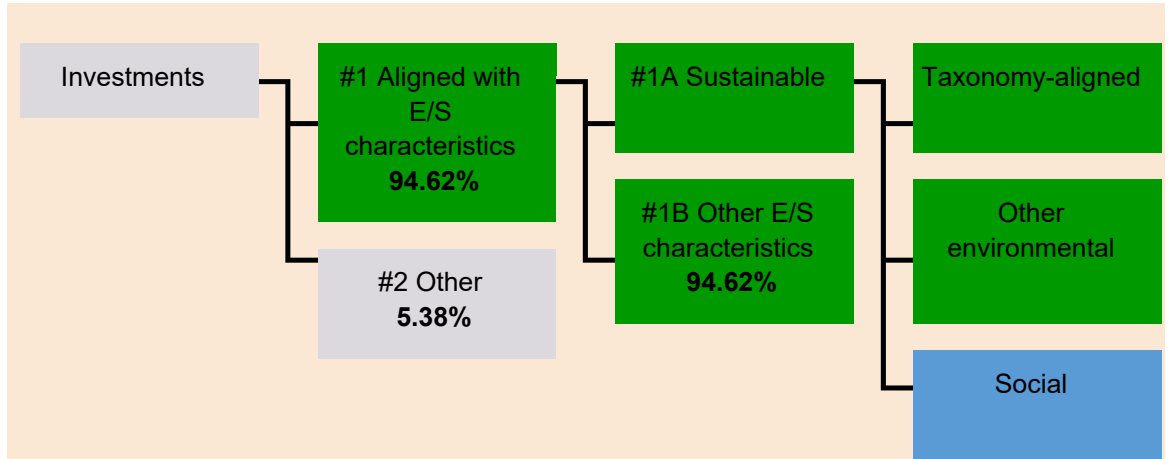 Investments
#1 Aligned with
E/S
characteristics
94.62%
#2 Other
5.38%
#1A Sustainable
#1B Other E/S
characteristics
94.62%
Taxonomy-aligned
Other
environmental
Social